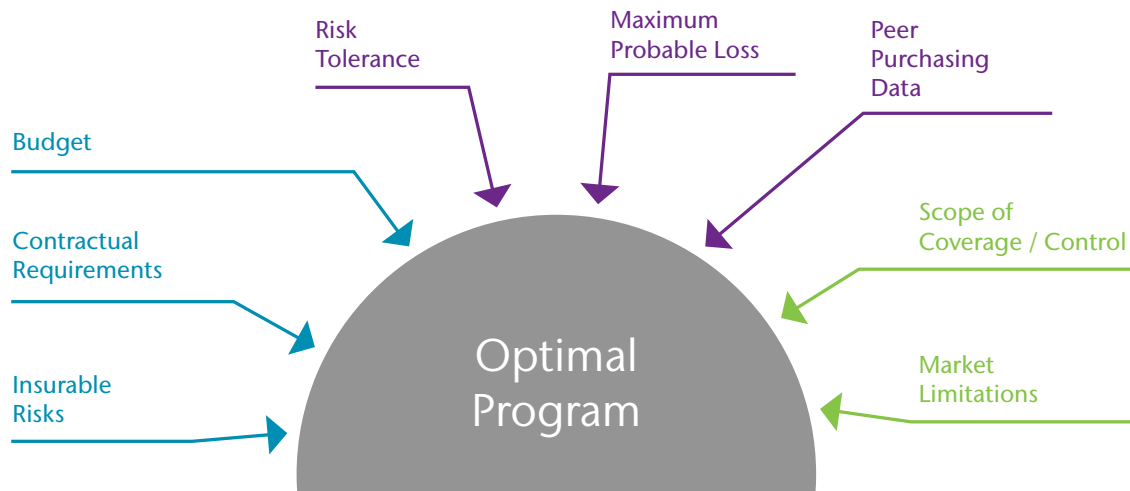 Risk
Tolerance
Maximum
Probable Loss
Peer
Purchasing
Data
Budget
Contractual
Requirements
Insurable
Risks
Scope of
Coverage / Control
Market
Limitations
Optimal
Program